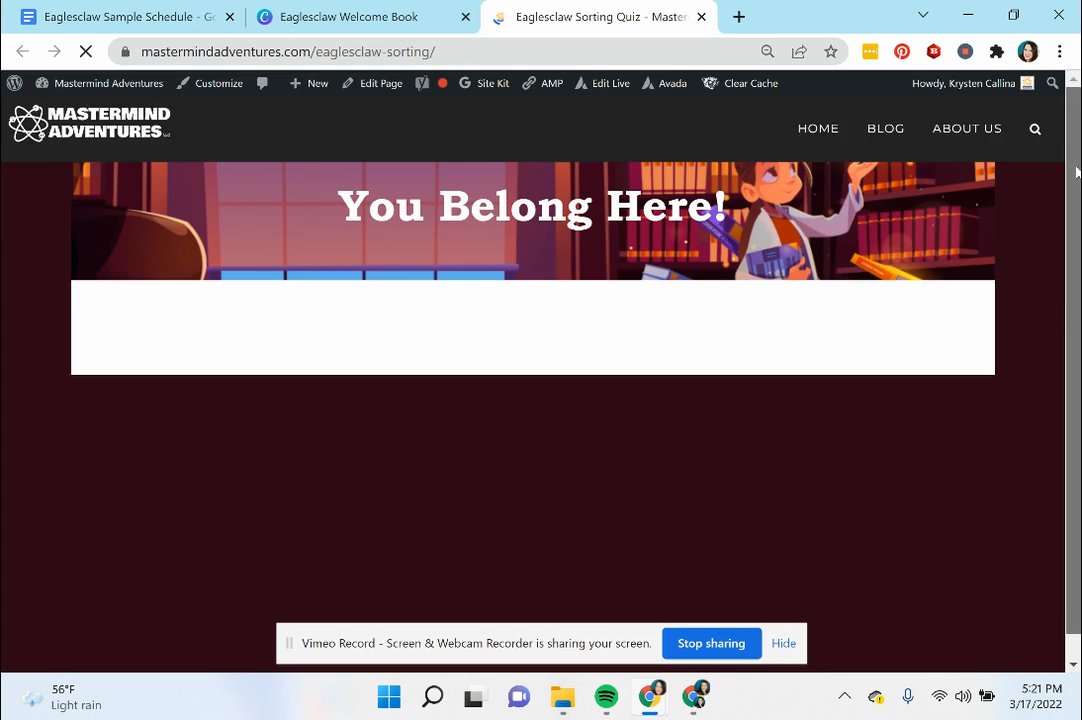 Eaglesclaw Sample Schedule - Go
Eaglesclaw Welcome Book
Eaglesclaw Sorting Quiz - Master
mastermindadventures.com/eaglesclaw-sorting/
Mastermind Adventures
Customize
New
Edit Page
Site Kit
AMP
Edit Live
Avada
Clear Cache
Howdy, Krysten Callina
MASTERMIND
ADVENTURES LLC
HOME
BLOG
ABOUT US
You Belong Here!
Vimeo Record - Screen & Webcam Recorder is sharing your screen.
Stop sharing
Hide
56°F
Light rain
5:21 PM
3/17/2022